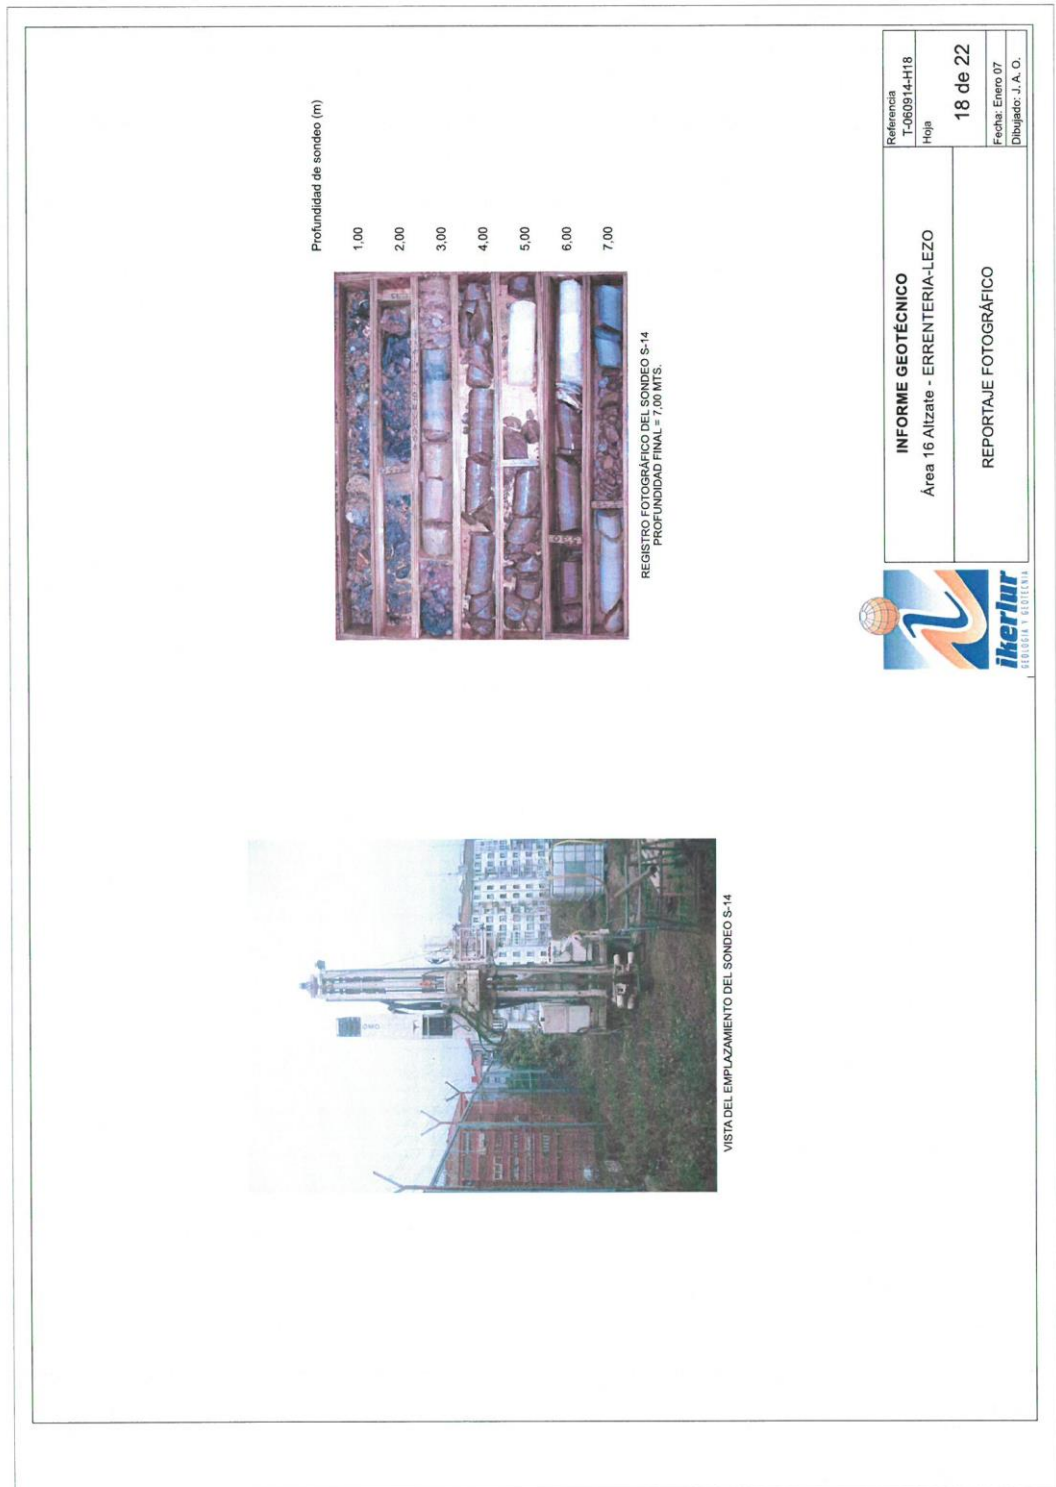 Profundidad de sondeo (m)
1,00
2,00
3,00
4,00
5,00
6,00
7,00
REGISTRO FOTOGRÁFICO DEL SONDEO S-14
PROFUNDIDAD FINAL = 7,00 MTS.
VISTA DEL EMPLAZAMIENTO DEL SONDEO S-14
ikerlur
GEOLOGIA Y GEOTECNIA
INFORME GEOTÉCNICO
Área 16 Altzate - ERRENTERIA-LEZO
REPORTAJE FOTOGRÁFICO
Referencia
T-060914-H18
Hoja
18 de 22
Fecha: Enero 07
Dibujado: J. A. O.